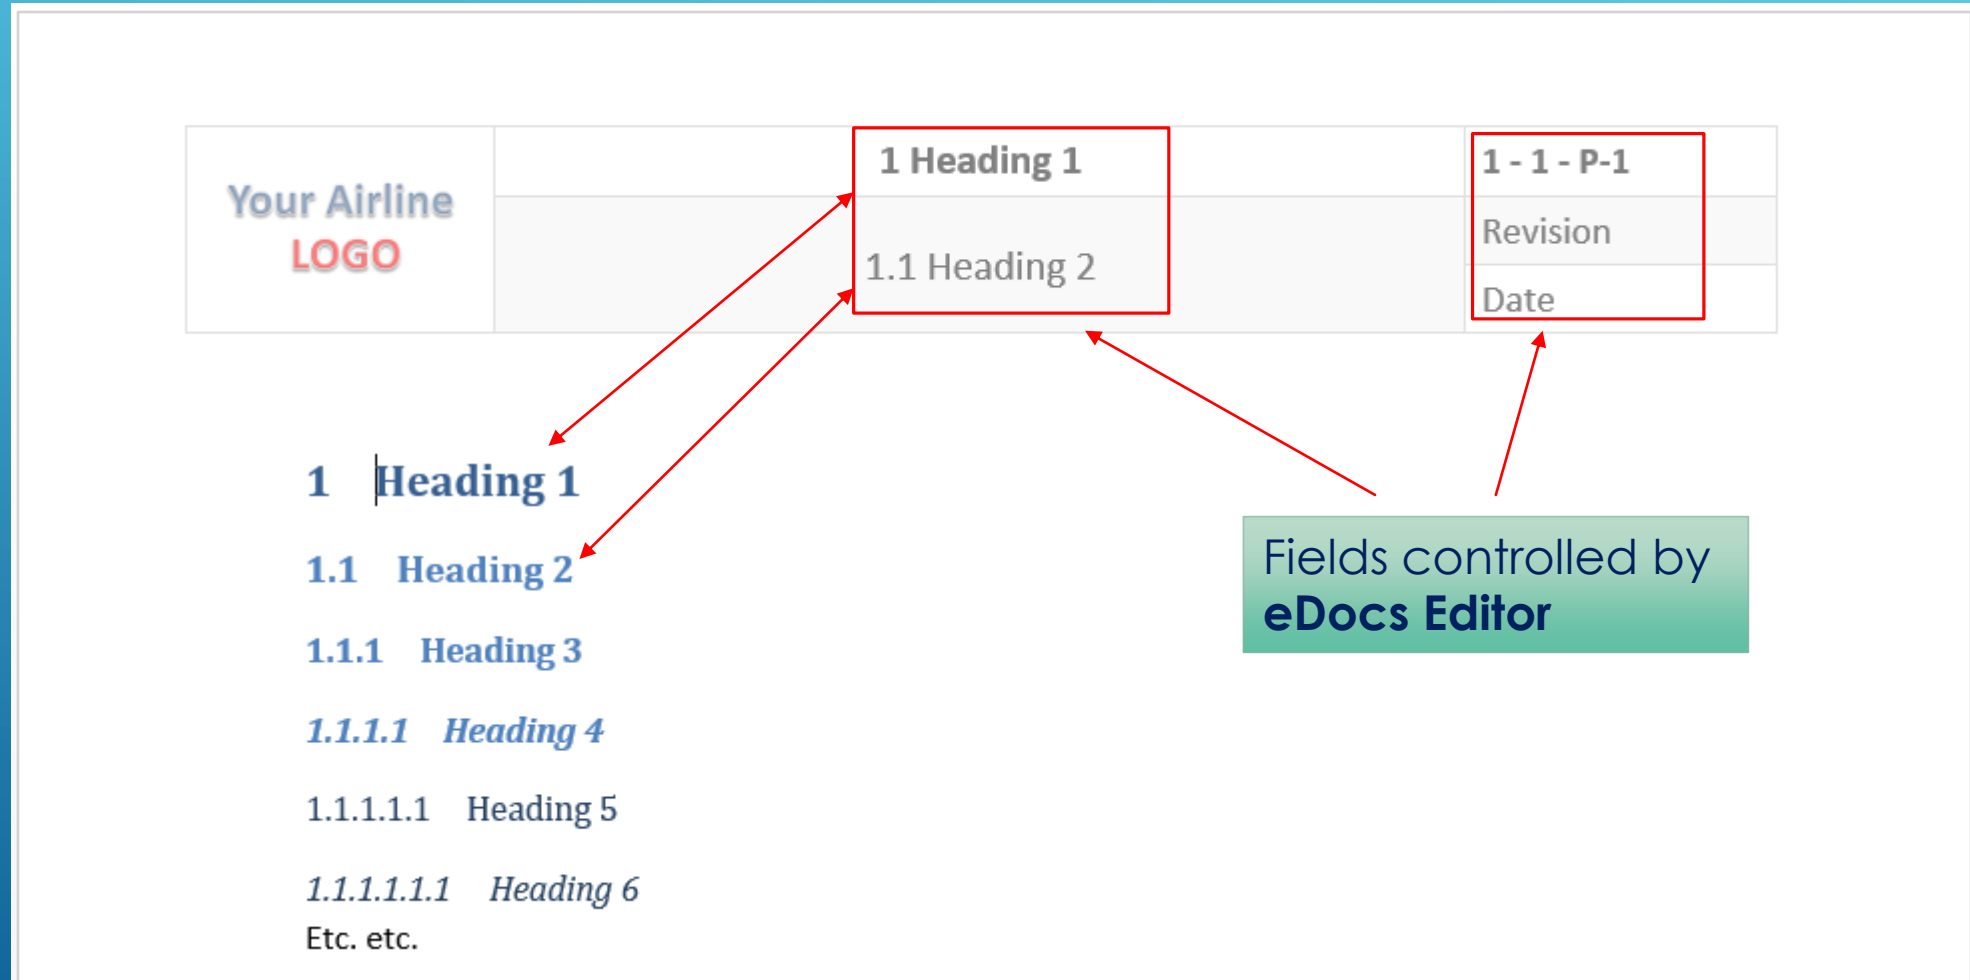 Your Airline
LOGO
1 Heading 1
1.1 Heading 2
1 - 1 - P-1
Revision
Date
1 Heading 1
1.1 Heading 2
1.1.1 Heading 3
1.1.1.1 Heading 4
1.1.1.1.1 Heading 5
1.1.1.1.1.1 Heading 6
Etc. etc.
Fields controlled by
eDocs Editor